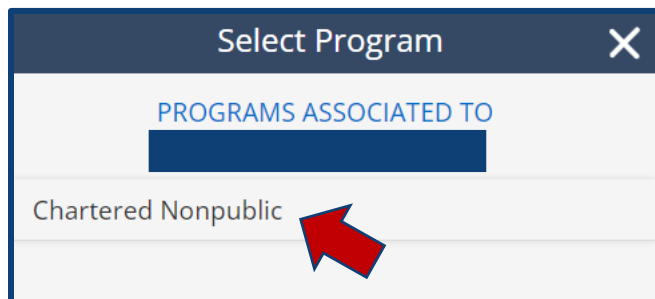 Select Program
PROGRAMS ASSOCIATED TO
Chartered Nonpublic